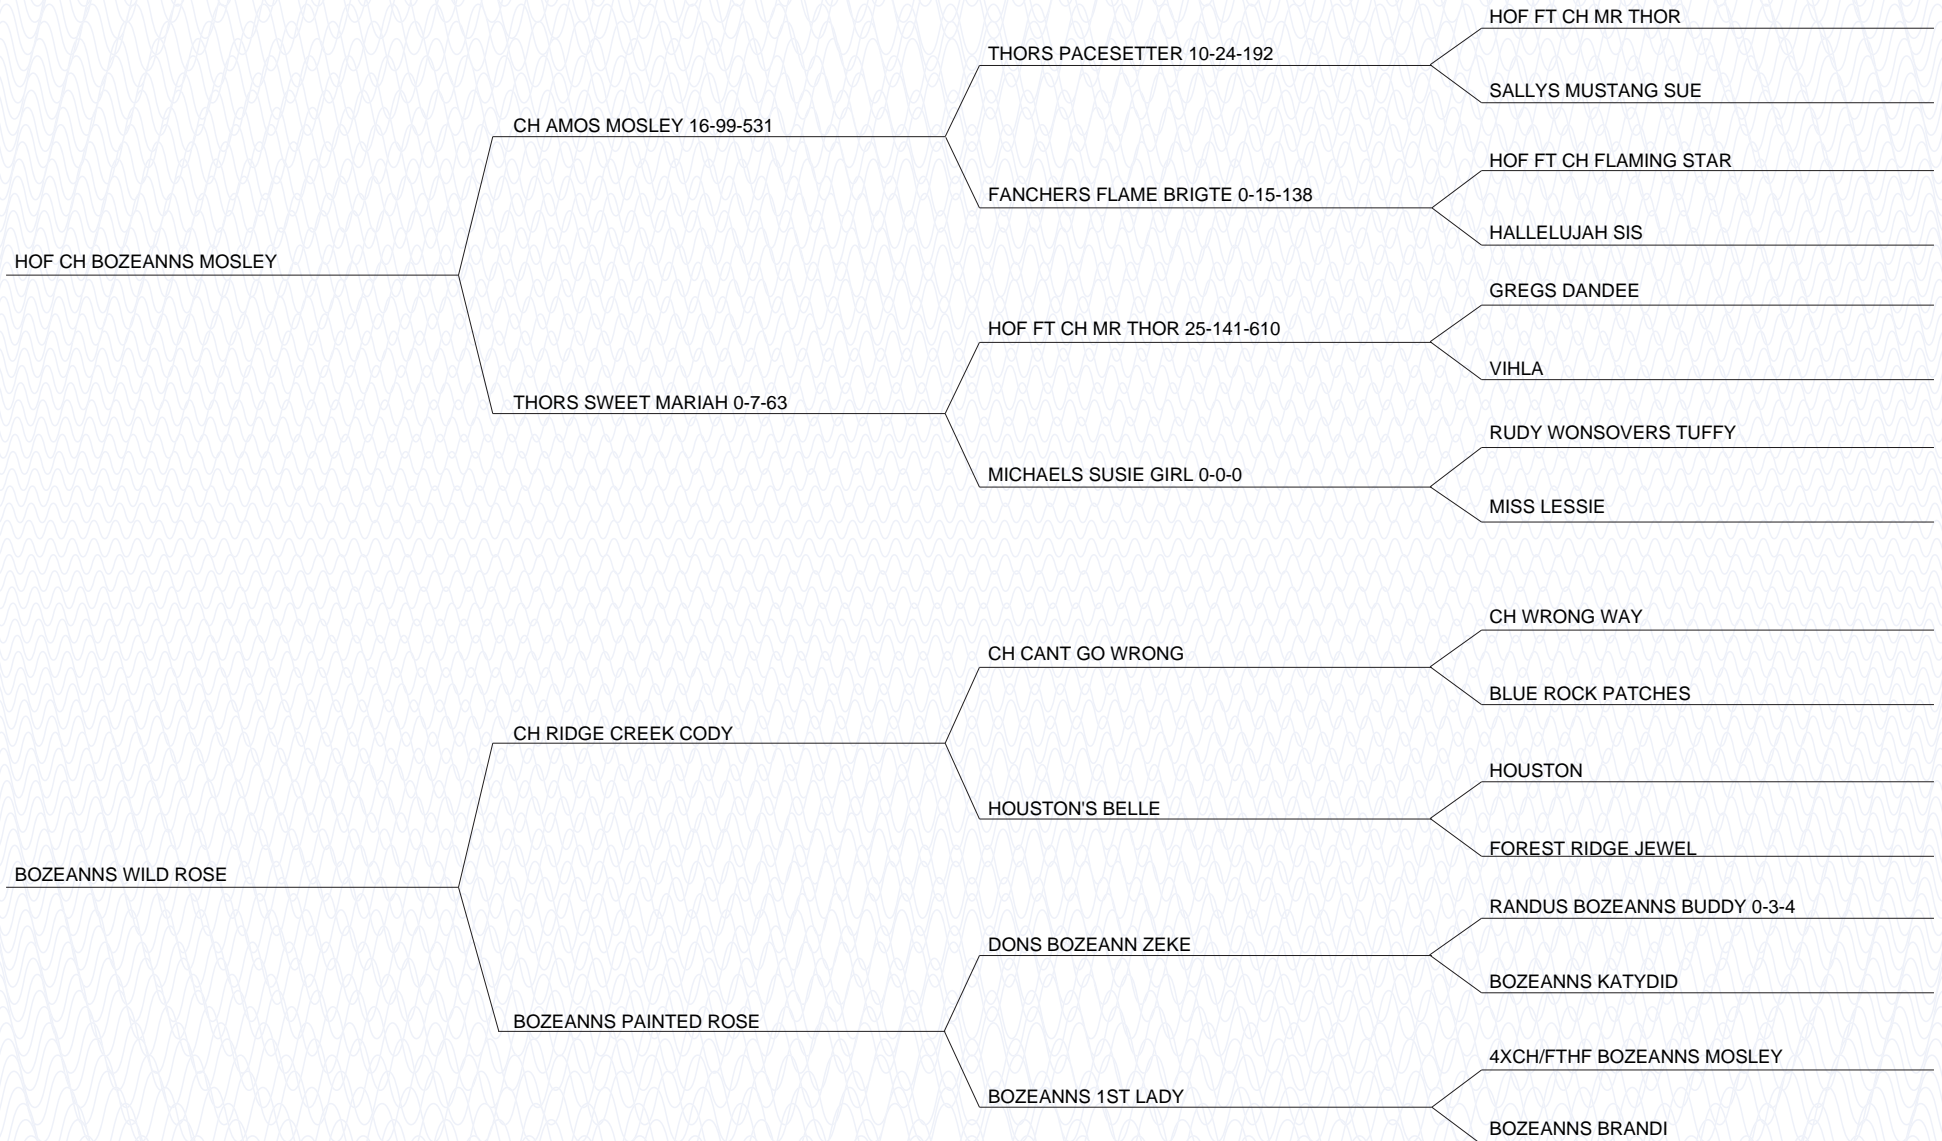 HOF FT CH MR THOR
THORS PACESETTER 10-24-192
SALLYS MUSTANG SUE
CH AMOS MOSLEY 16-99-531
HOF FT CH FLAMING STAR
FANCHERS FLAME BRIGTE 0-15-138
HALLELUJAH SIS
HOF CH BOZEANNS MOSLEY
GREGS DANDEE
HOF FT CH MR THOR 25-141-610
VIHLA
THORS SWEET MARIAH 0-7-63
RUDY WONSOVERS TUFFY
MICHAELS SUSIE GIRL 0-0-0
MISS LESSIE
CH WRONG WAY
CH CANT GO WRONG
BLUE ROCK PATCHES
CH RIDGE CREEK CODY
HOUSTON
HOUSTON'S BELLE
FOREST RIDGE JEWEL
BOZEANNS WILD ROSE
RANDUS BOZEANNS BUDDY 0-3-4
DONS BOZEANN ZEKE
BOZEANNS KATYDID
BOZEANNS PAINTED ROSE
4XCH/FTHF BOZEANNS MOSLEY
BOZEANNS 1ST LADY
BOZEANNS BRANDI